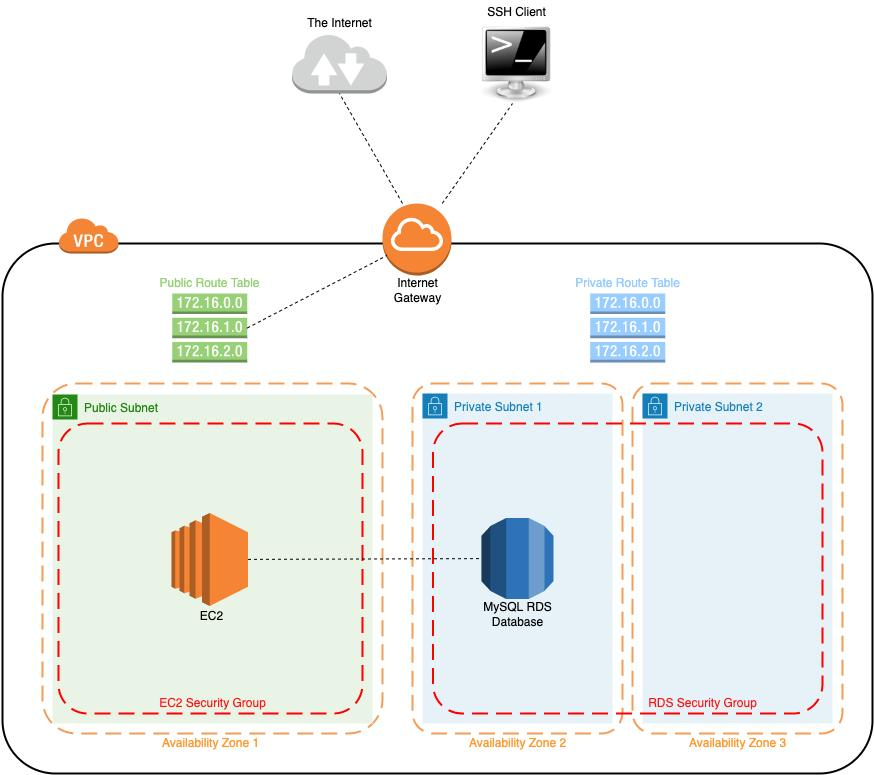 The Internet
SSH Client
>_
VPC
Internet
Gateway
Public Route Table
172.16.0.0
172.16.1.0
172.16.2.0
Private Route Table
172.16.0.0
172.16.1.0
172.16.2.0
Public Subnet
Private Subnet 1
Private Subnet 2
EC2
MySQL RDS
Database
EC2 Security Group
RDS Security Group
Availability Zone 1
Availability Zone 2
Availability Zone 3